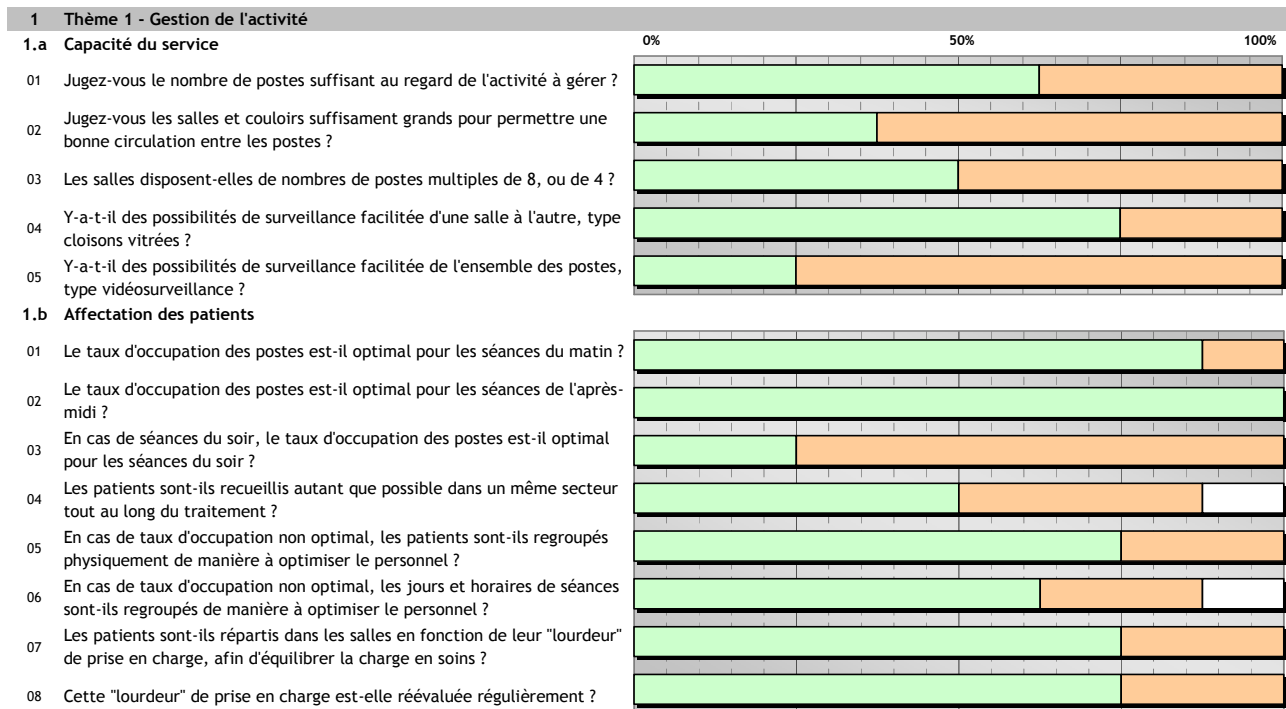 1 Thème 1 - Gestion de l'activité
1.a Capacité du service
0% 50% 100%
01 Jugez-vous le nombre de postes suffisant au regard de l'activité à gérer ?
02 Jugez-vous les salles et couloirs suffisament grands pour permettre une
bonne circulation entre les postes ?
03 Les salles disposent-elles de nombres de postes multiples de 8, ou de 4 ?
04 Y-a-t-il des possibilités de surveillance facilitée d'une salle à l'autre, type
cloisons vitrées ?
05 Y-a-t-il des possibilités de surveillance facilitée de l'ensemble des postes,
type vidéosurveillance ?
1.b Affectation des patients
01 Le taux d'occupation des postes est-il optimal pour les séances du matin ?
02 Le taux d'occupation des postes est-il optimal pour les séances de l'après-
midi ?
03 En cas de séances du soir, le taux d'occupation des postes est-il optimal
pour les séances du soir ?
04 Les patients sont-ils recueillis autant que possible dans un même secteur
tout au long du traitement ?
05 En cas de taux d'occupation non optimal, les patients sont-ils regroupés
physiquement de manière à optimiser le personnel ?
06 En cas de taux d'occupation non optimal, les jours et horaires de séances
sont-ils regroupés de manière à optimiser le personnel ?
07 Les patients sont-ils répartis dans les salles en fonction de leur "lourdeur"
de prise en charge, afin d'équilibrer la charge en soins ?
08 Cette "lourdeur" de prise en charge est-elle réévaluée régulièrement ?